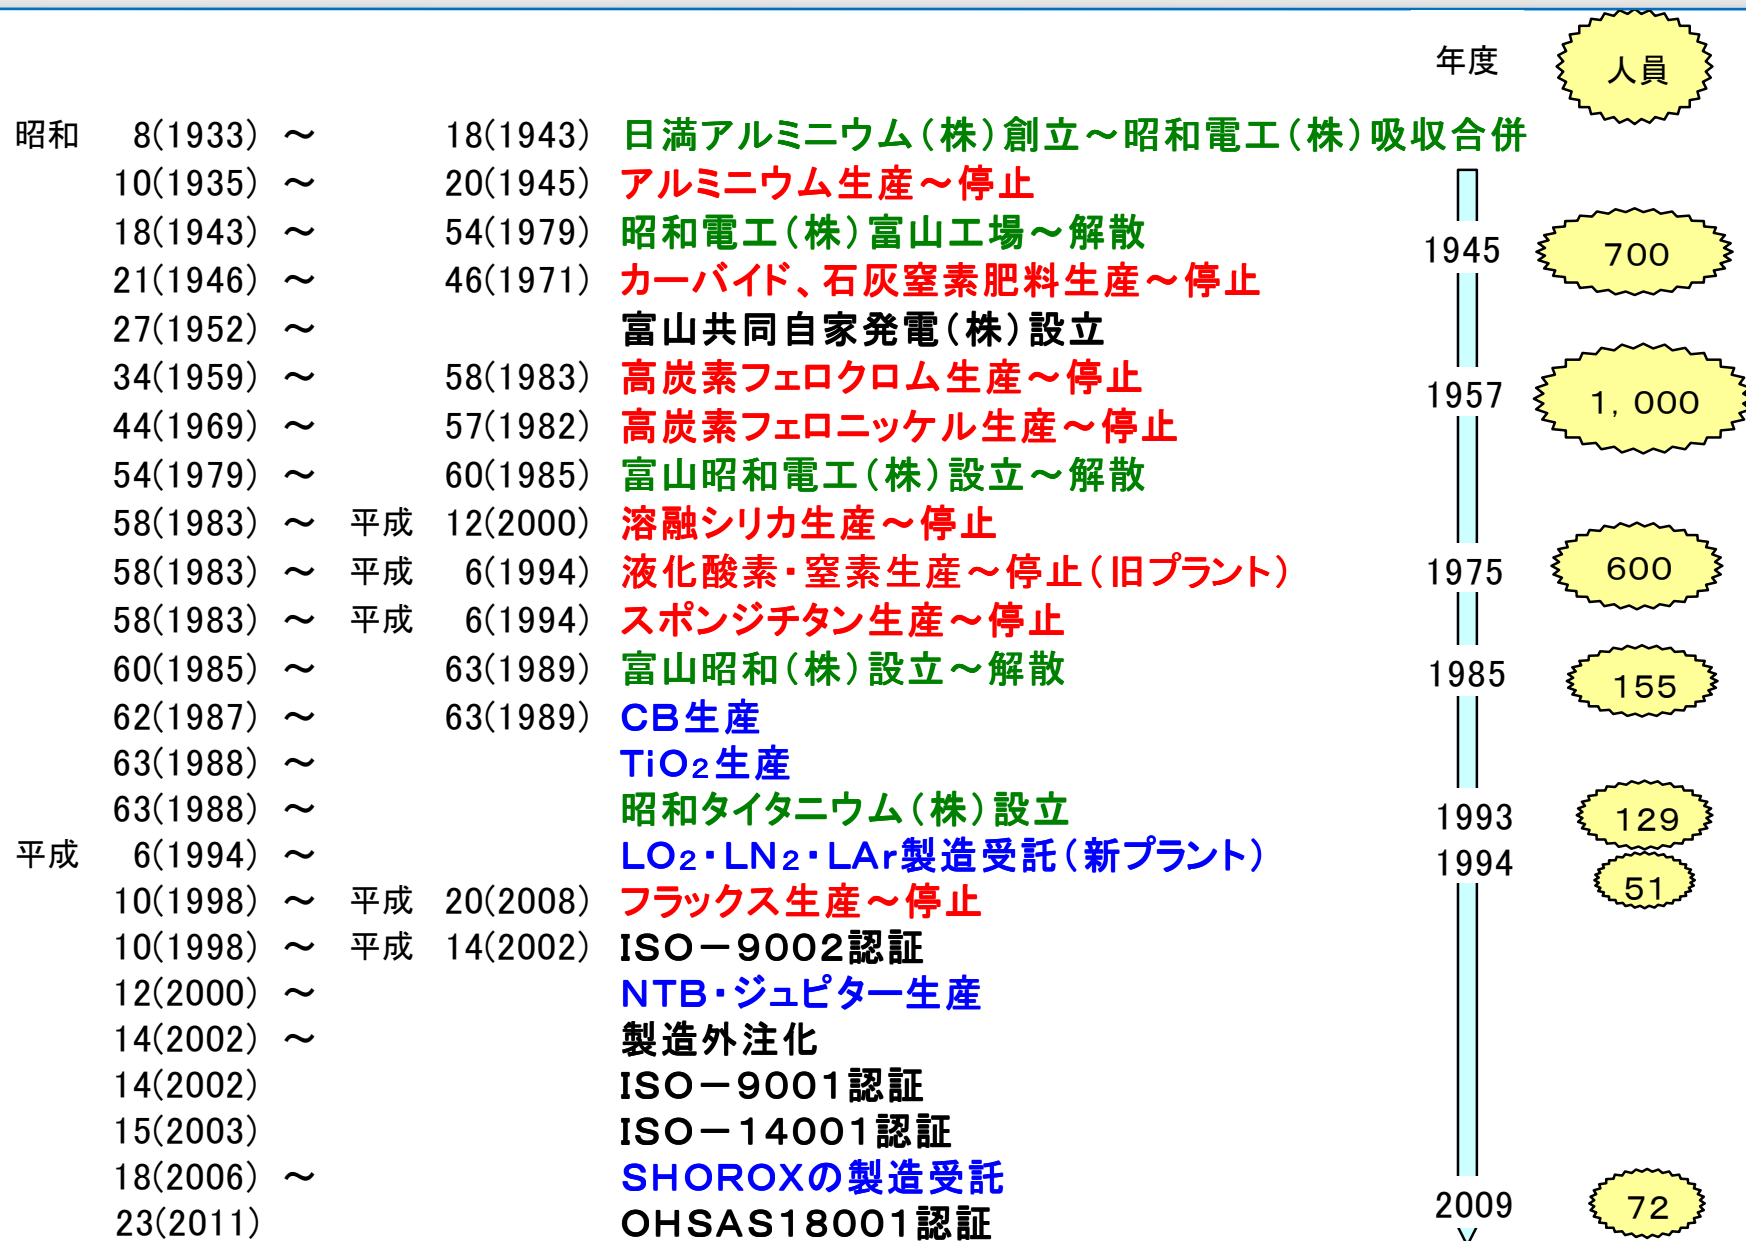 年度 人員
昭和 8(1933) ～ 18(1943) 日満アルミニウム(株)創立～昭和電工(株)吸収合併
10(1935) ～ 20(1945) アルミニウム生産～停止
18(1943) ～ 54(1979) 昭和電工(株)富山工場～解散
1945 700
21(1946) ～ 46(1971) カーバイド、石灰窒素肥料生産～停止
27(1952) ～ 富山共同自家発電(株)設立
34(1959) ～ 58(1983) 高炭素フェロクロム生産～停止
1957 1,000
44(1969) ～ 57(1982) 高炭素フェロニッケル生産～停止
54(1979) ～ 60(1985) 富山昭和電工(株)設立～解散
58(1983) ～ 平成 12(2000) 溶融シリカ生産～停止
58(1983) ～ 平成 6(1994) 液化酸素・窒素生産～停止(旧プラント)
1975 600
58(1983) ～ 平成 6(1994) スポンジチタン生産～停止
60(1985) ～ 63(1989) 富山昭和(株)設立～解散
1985 155
62(1987) ～ 63(1989) CB生産
63(1988) ～ TiO2生産
63(1988) ～ 昭和タイタニウム(株)設立
1993 129
平成 6(1994) ～ LO2・LN2・LAr製造受託(新プラント)
1994 51
10(1998) ～ 平成 20(2008) フラックス生産～停止
10(1998) ～ 平成 14(2002) ISO－9002認証
12(2000) ～ NTB・ジュピター生産
14(2002) ～ 製造外注化
14(2002) ISO－9001認証
15(2003) ISO－14001認証
18(2006) ～ SHOROXの製造受託
2009 72
23(2011) OHSAS18001認証